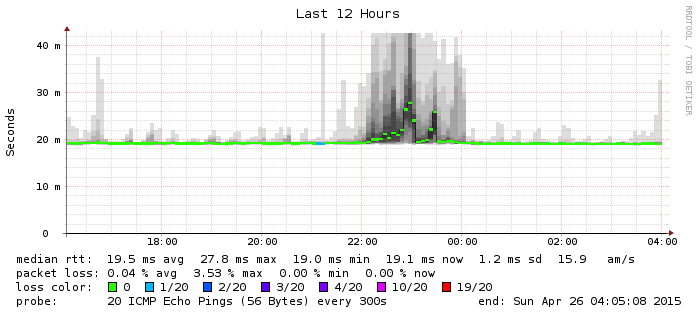 Last 12 Hours
RRDTOOL / TOBI OETIKER
Seconds
40 m
30 m
20 m
10 m
0
18:00 20:00 22:00 00:00 02:00 04:00
median rtt: 19.5 ms avg 27.8 ms max 19.0 ms min 19.1 ms now 1.2 ms sd 15.9 am/s
packet loss: 0.04 % avg 3.53 % max 0.00 % min 0.00 % now
loss color: 0 1/20 2/20 3/20 4/20 10/20 19/20
probe: 20 ICMP Echo Pings (56 Bytes) every 300s end: Sun Apr 26 04:05:08 2015